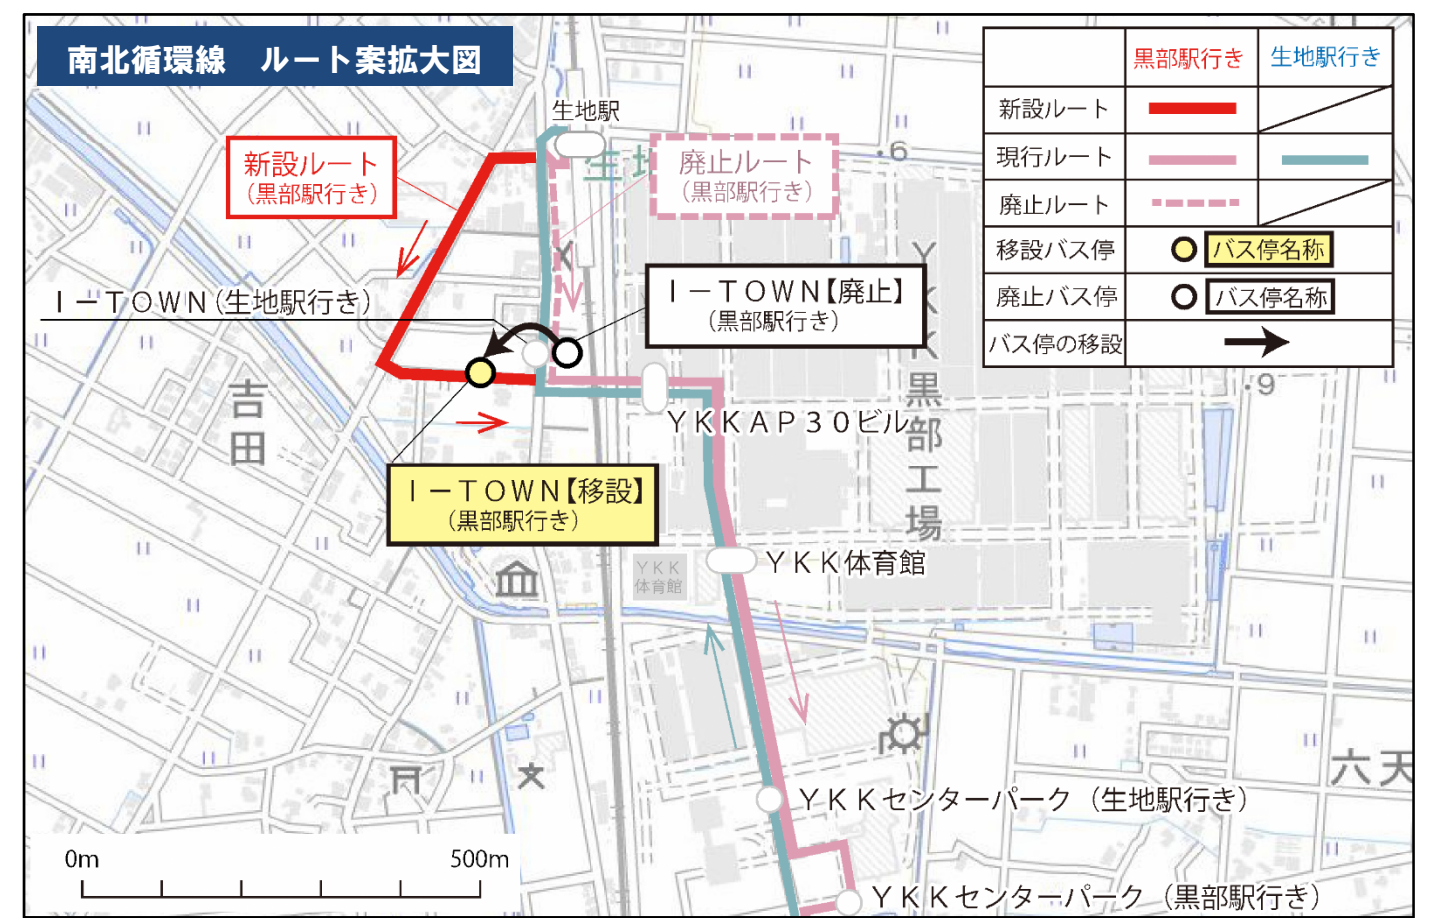 南北循環線　ルート案拡大図
黒部駅行き
生地駅行き
新設ルート
現行ルート
廃止ルート
移設バス停
バス停名称
廃止バス停
バス停名称
バス停の移設
生地駅
生地
新設ルート
（黒部駅行き）
廃止ルート
（黒部駅行き）
・6
Ｉ－ＴＯＷＮ（生地駅行き）
Ｉ－ＴＯＷＮ【廃止】
（黒部駅行き）
ＹＫＫＡＰ３０ビル
・9
吉田
ＹＫＫ黒部工場
Ｉ－ＴＯＷＮ【移設】
（黒部駅行き）
ＹＫＫ体育館
ＹＫＫ
体育館
六天
ＹＫＫセンターパーク（生地駅行き）
ＹＫＫセンターパーク（黒部駅行き）
0m
500m